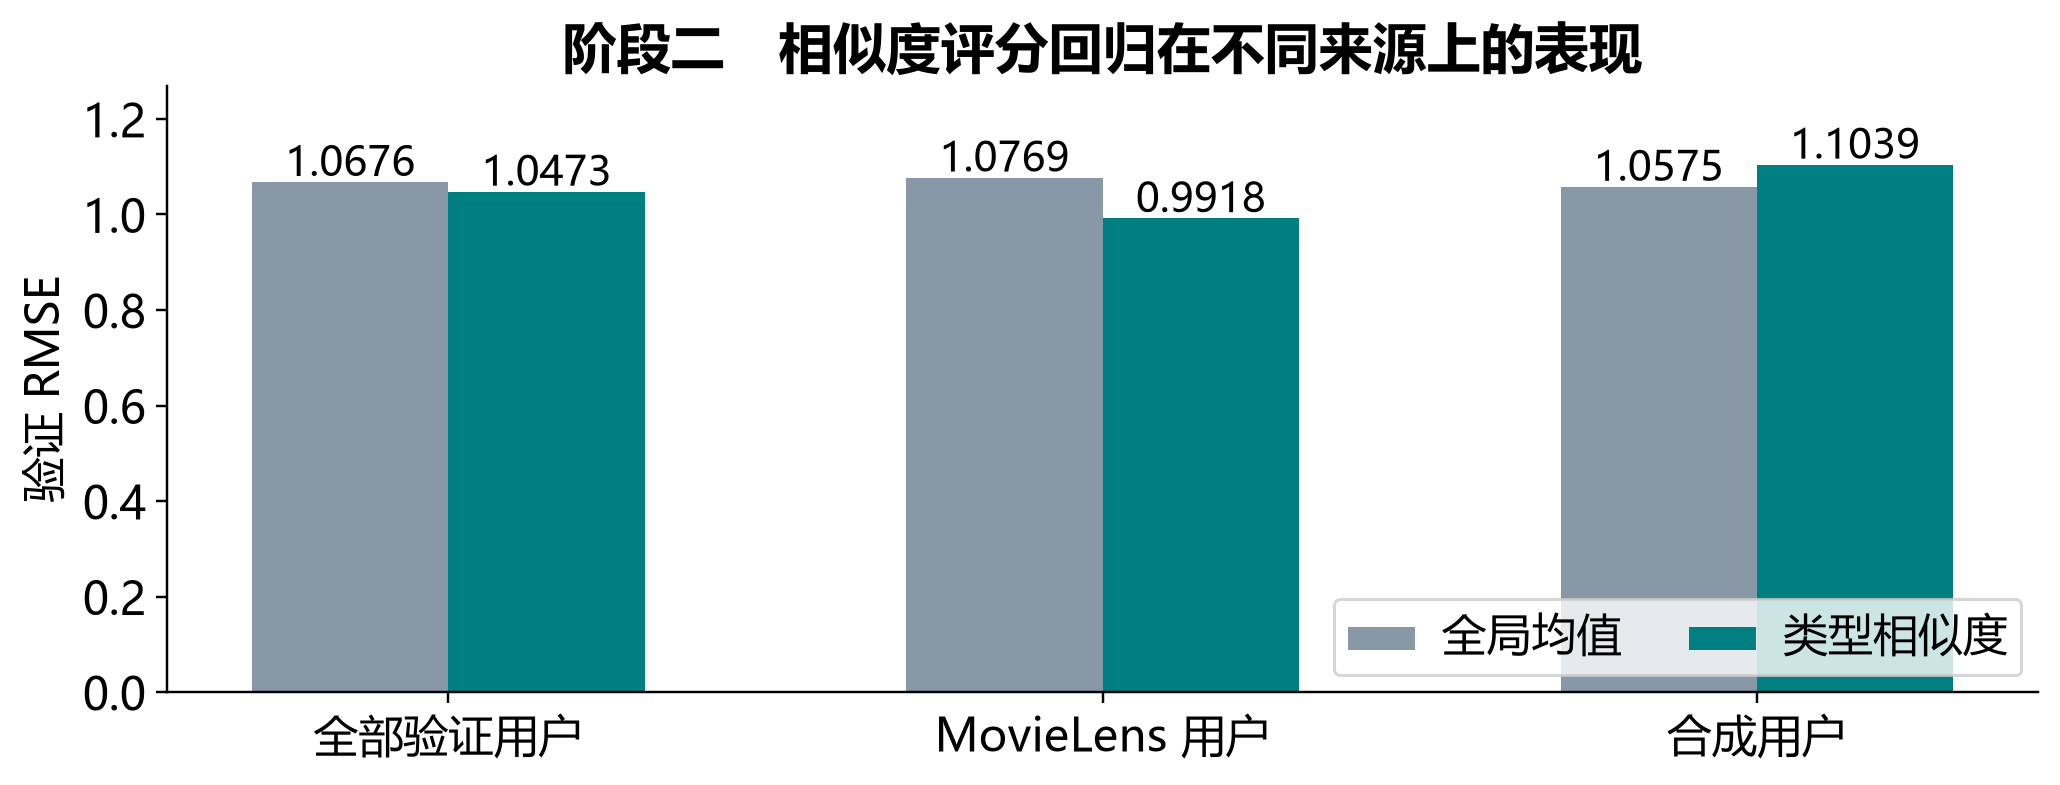 阶段二　相似度评分回归在不同来源上的表现
验证 RMSE
1.2
1.0
0.8
0.6
0.4
0.2
0.0
1.0676
1.0473
1.0769
0.9918
1.0575
1.1039
全局均值
类型相似度
全部验证用户
MovieLens 用户
合成用户